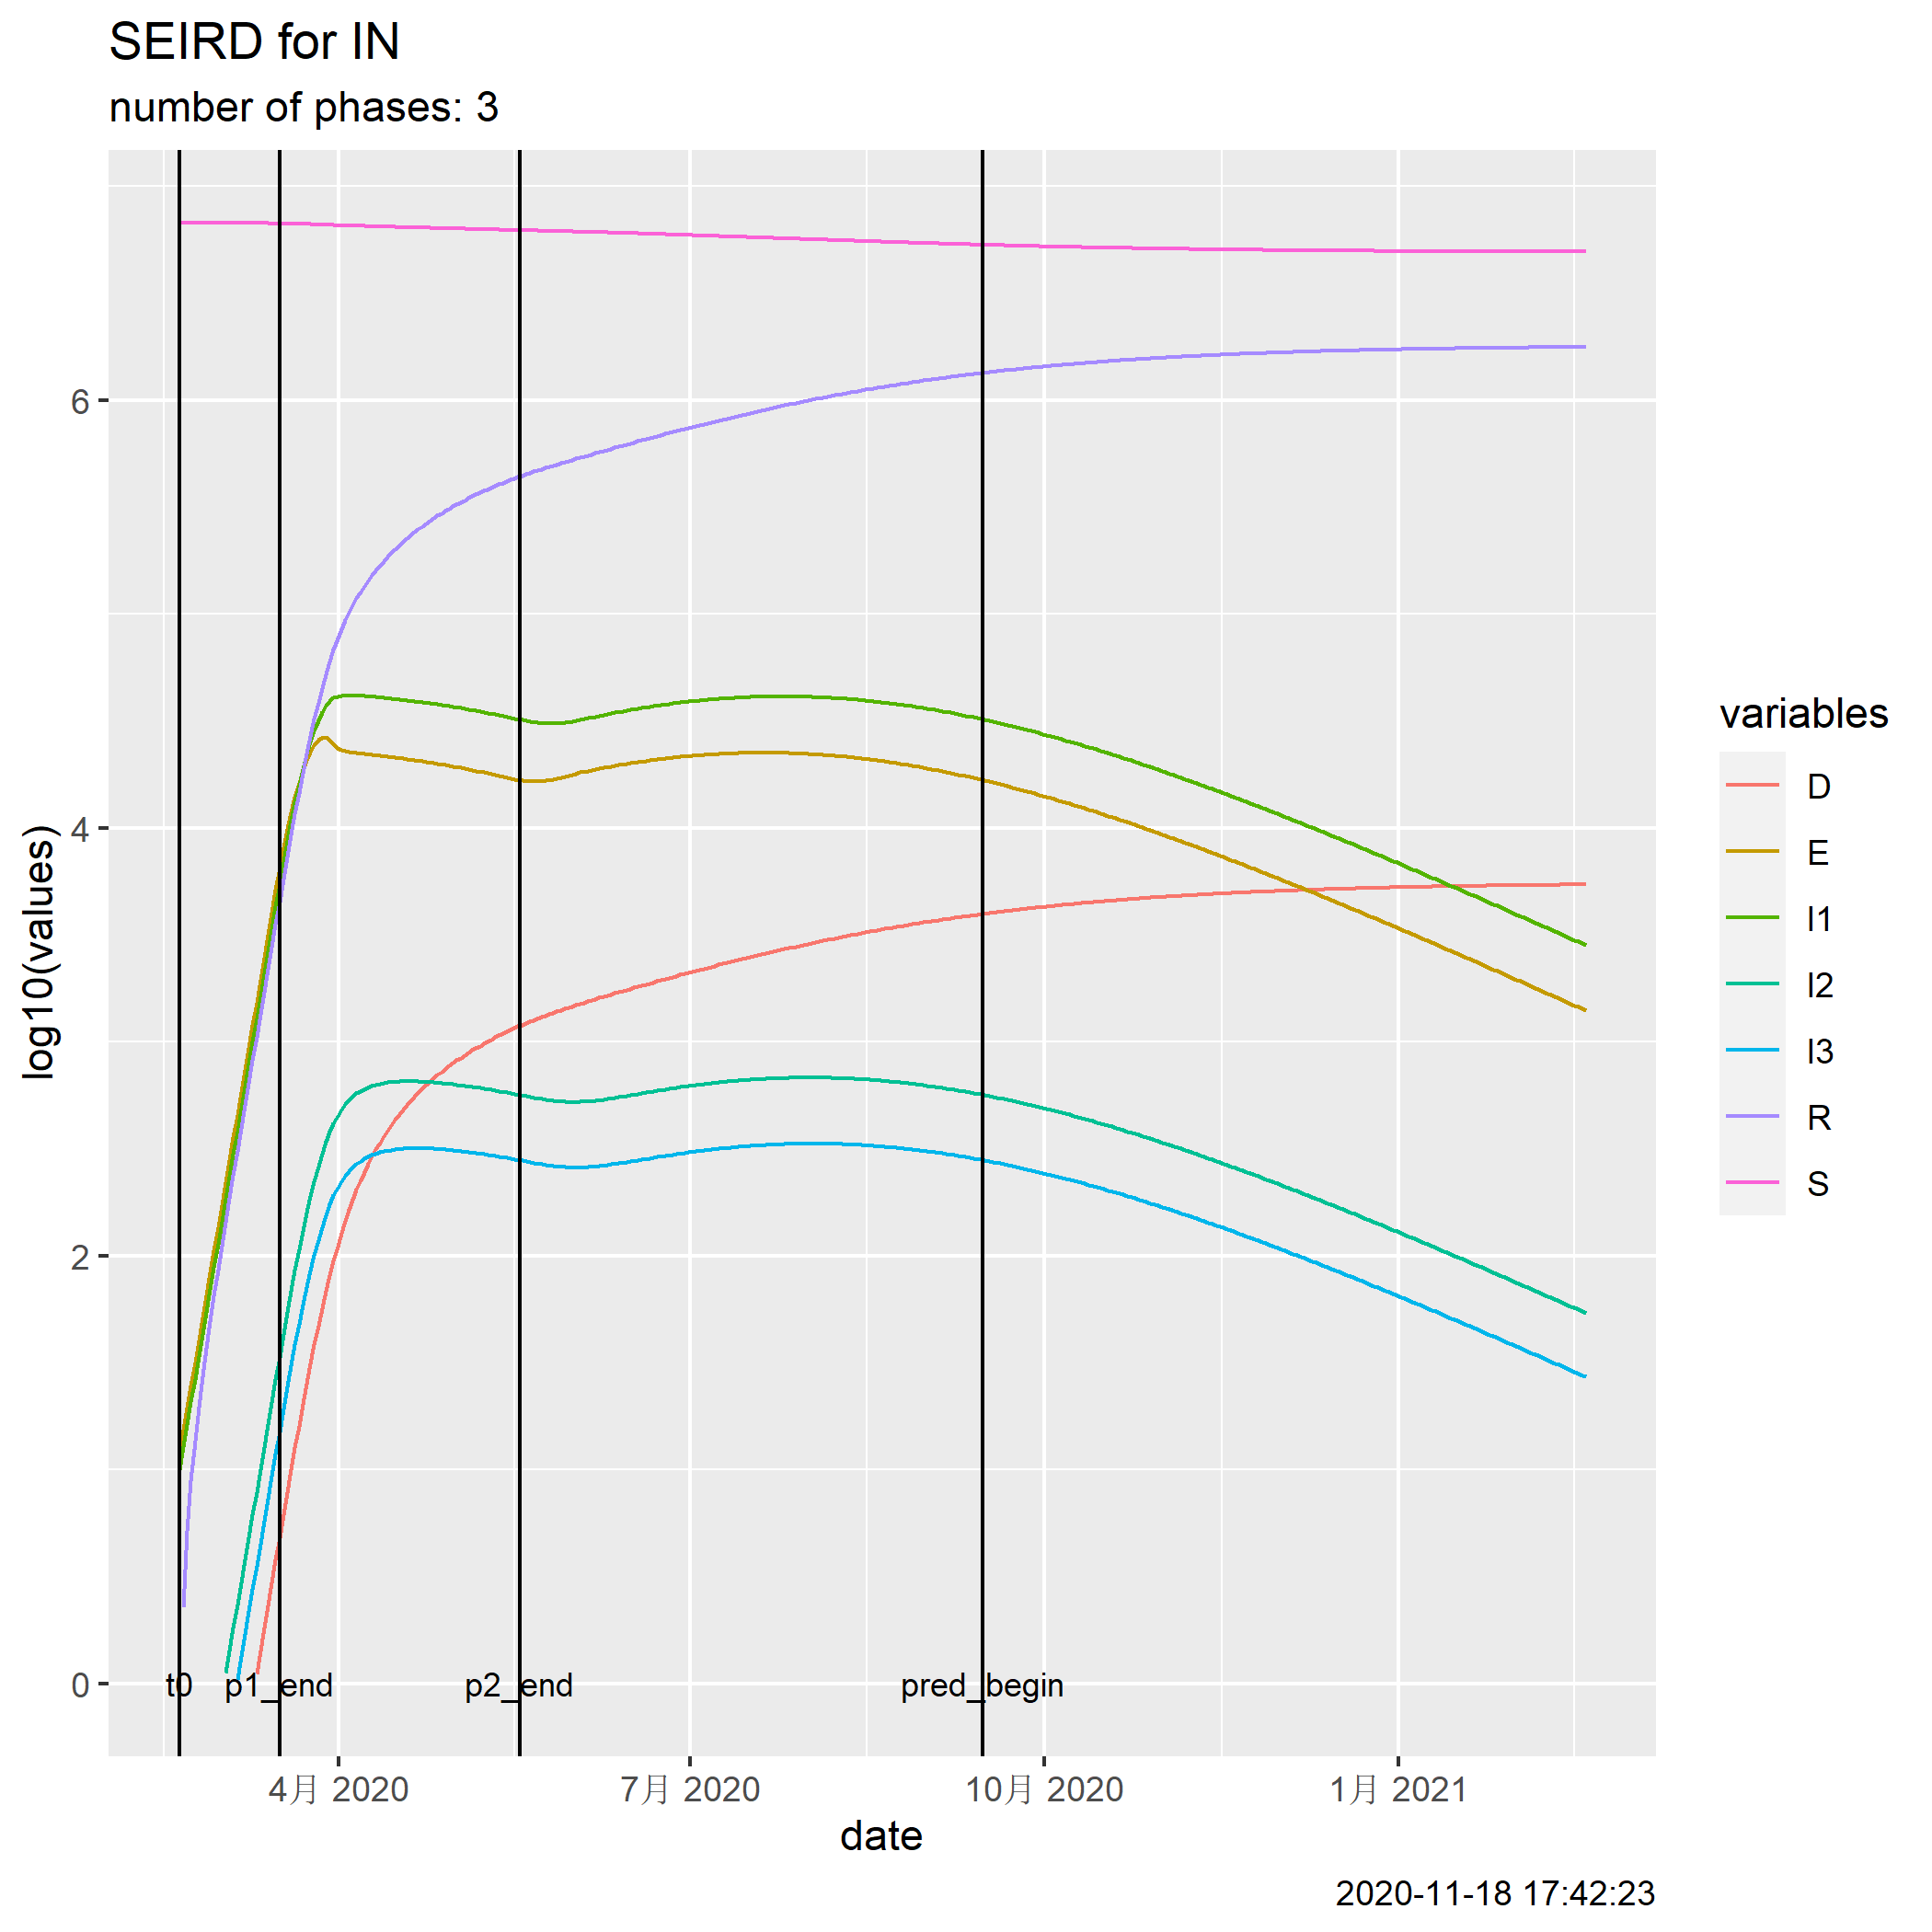 SEIRD for IN
number of phases: 3
log10(values)
6
4
2
0
t0
p1_end
p2_end
pred_begin
4月 2020
7月 2020
10月 2020
1月 2021
date
variables
D
E
I1
I2
I3
R
S
2020-11-18 17:42:23